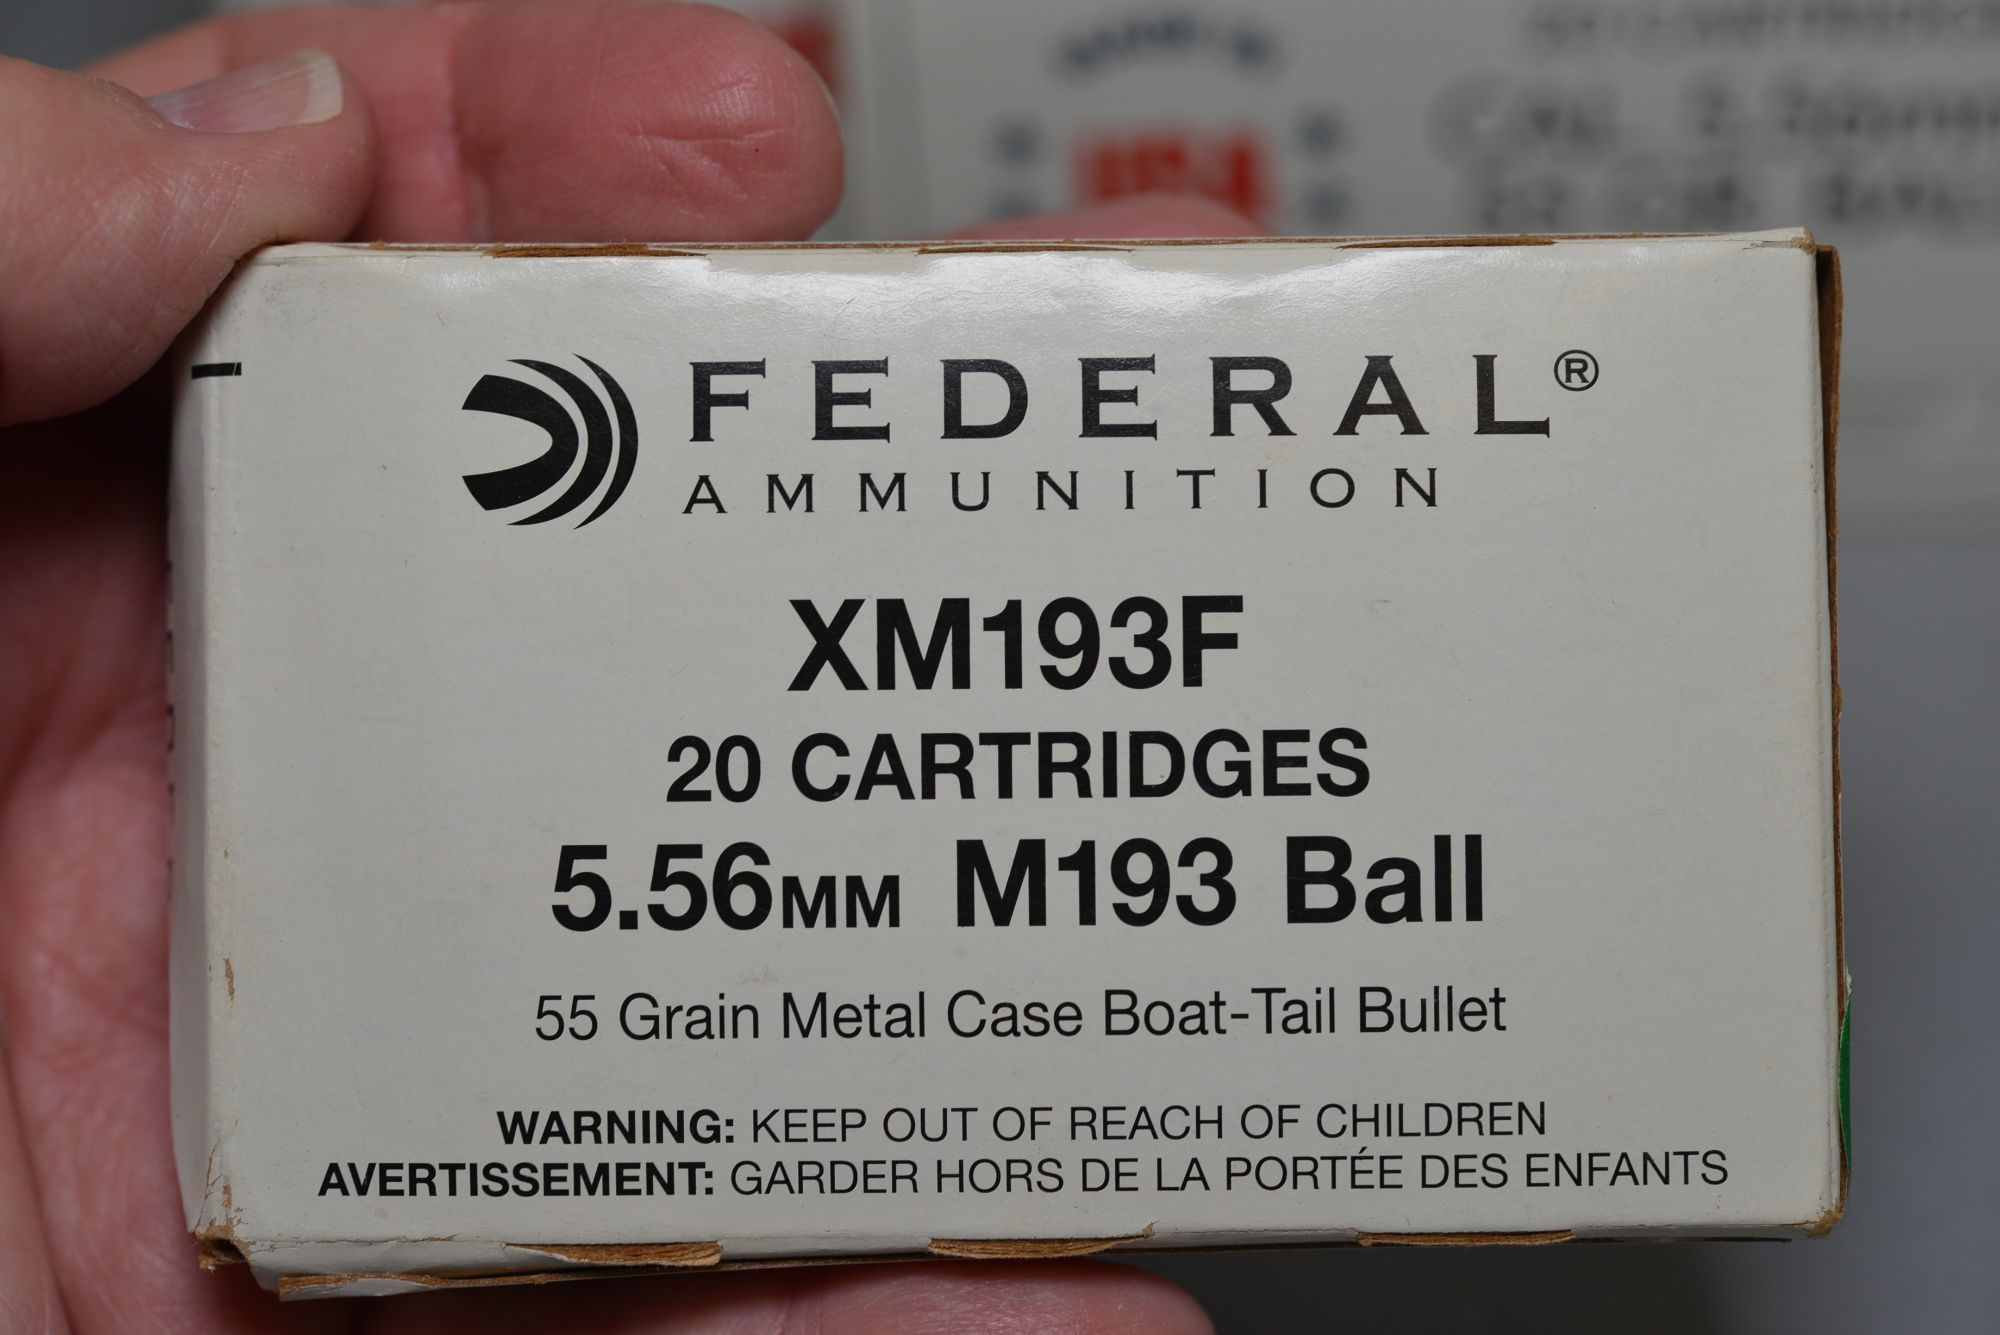 FEDERAL®
AMMUNITION
XM193F
20 CARTRIDGES
5.56MM M193 Ball
55 Grain Metal Case Boat-Tail Bullet
WARNING: KEEP OUT OF REACH OF CHILDREN
AVERTISSEMENT: GARDER HORS DE LA PORTÉE DES ENFANTS